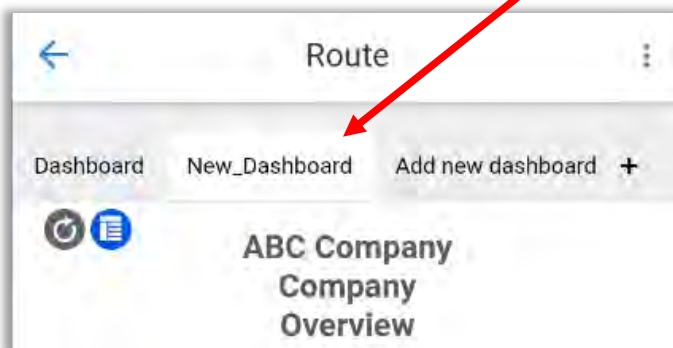 Route
Dashboard New_Dashboard Add new dashboard +
ABC Company
Company
Overview